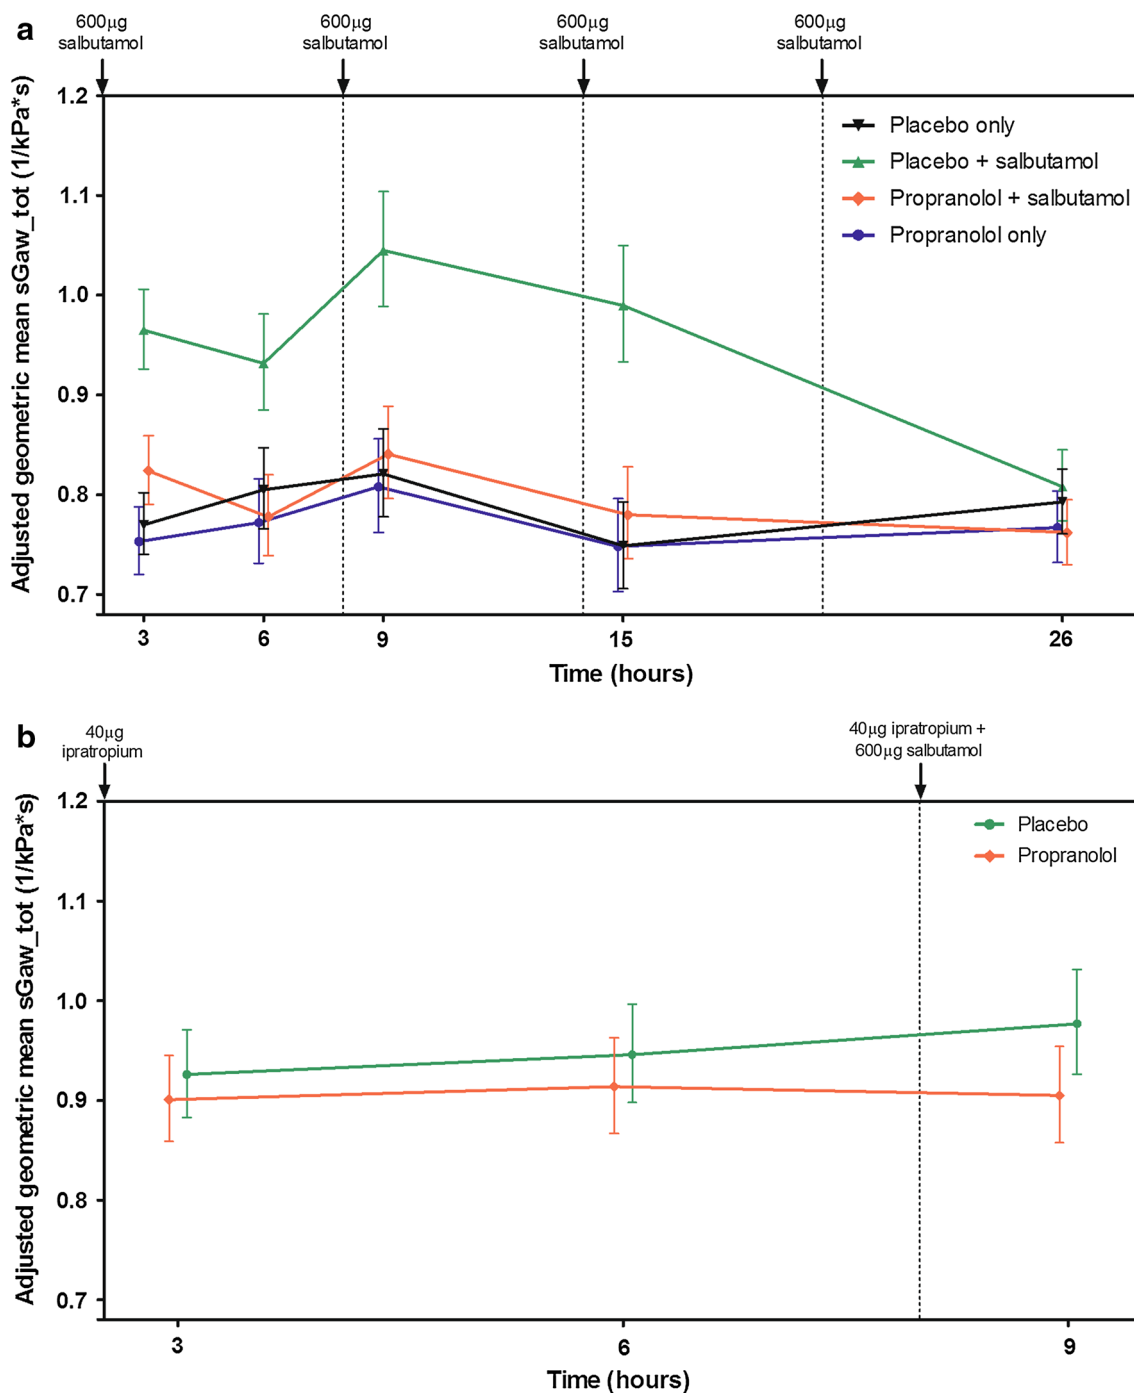 a
600µg
salbutamol
600µg
salbutamol
600µg
salbutamol
600µg
salbutamol
Adjusted geometric mean sGaw_tot (1/kPa*s)
1.2
1.1
1.0
0.9
0.8
0.7
Placebo only
Placebo + salbutamol
Propranolol + salbutamol
Propranolol only
3
6
9
15
26
Time (hours)
b
40µg
ipratropium
40µg ipratropium +
600µg salbutamol
Adjusted geometric mean sGaw_tot (1/kPa*s)
1.2
1.1
1.0
0.9
0.8
0.7
Placebo
Propranolol
3
6
9
Time (hours)